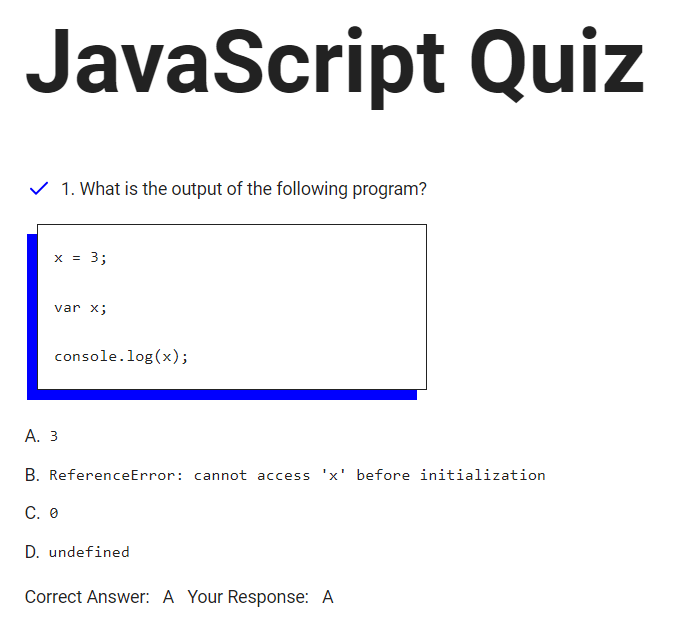 JavaScript Quiz
1. What is the output of the following program?
x = 3;
var x;
console.log(x);
A. 3
B. ReferenceError: cannot access 'x' before initialization
C. 0
D. undefined
Correct Answer: A Your Response: A